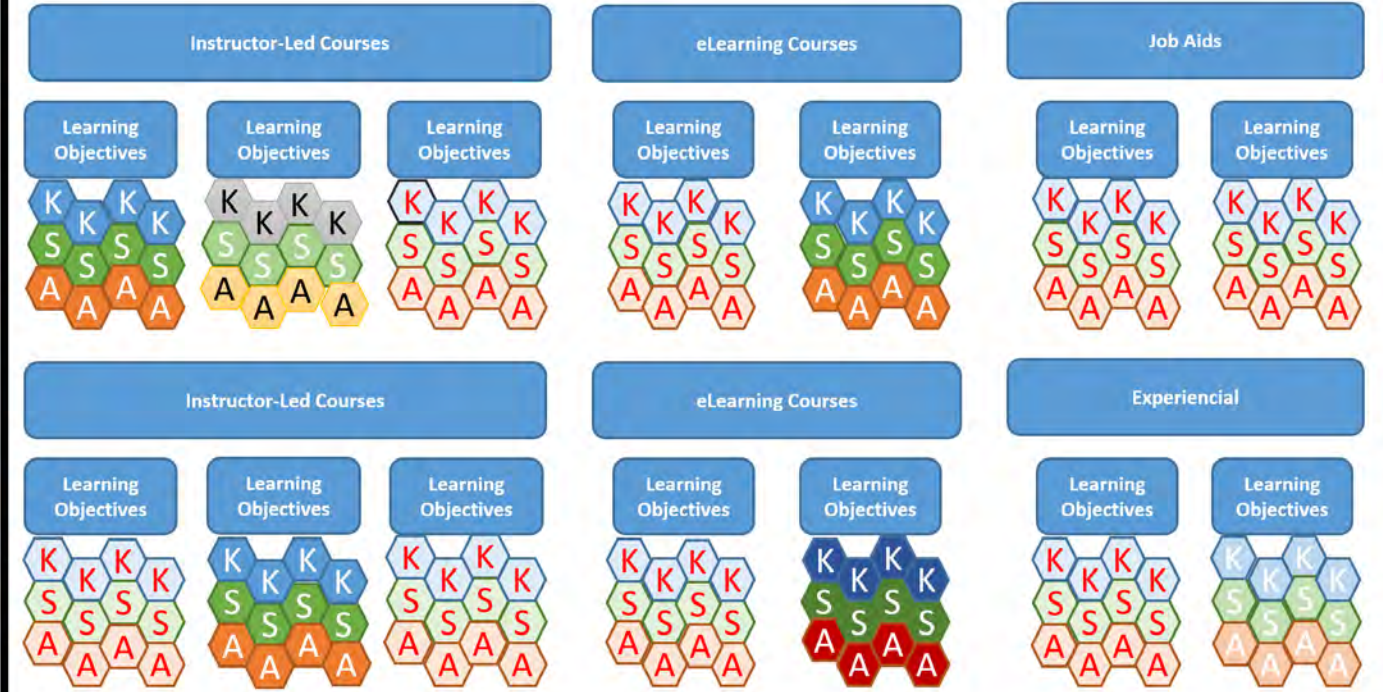 Instructor-Led Courses
Learning
Objectives
K K K K
S S S S
A A A A
Learning
Objectives
K K K K
S S S S
A A A A
Learning
Objectives
K K K K
S S S S
A A A A
eLearning Courses
Learning
Objectives
K K K K
S S S S
A A A A
Learning
Objectives
K K K K
S S S S
A A A A
Job Aids
Learning
Objectives
K K K K
S S S S
A A A A
Learning
Objectives
K K K K
S S S S
A A A A
Instructor-Led Courses
Learning
Objectives
K K K K
S S S S
A A A A
Learning
Objectives
K K K K
S S S S
A A A A
Learning
Objectives
K K K K
S S S S
A A A A
eLearning Courses
Learning
Objectives
K K K K
S S S S
A A A A
Learning
Objectives
K K K K
S S S S
A A A A
Experiencial
Learning
Objectives
K K K K
S S S S
A A A A
Learning
Objectives
K K K K
S S S S
A A A A